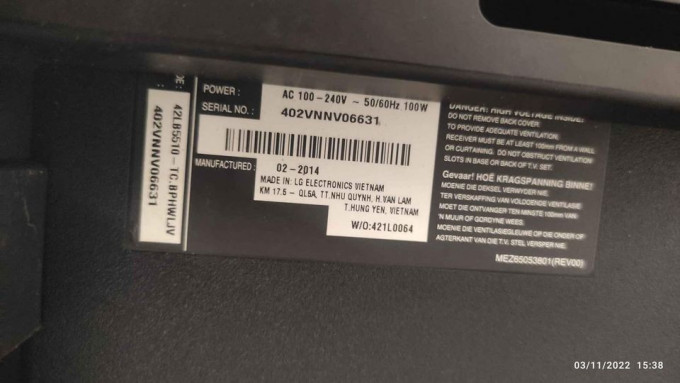 POWER :
AC 100-240V ~ 50/60Hz 100W
SERIAL NO. :
402VNNV06631
MANUFACTURED :
02-2014
MADE IN: LG ELECTRONICS VIETNAM
KM 17.5 - QL5A, TT.NHU QUYNH, H.VAN LAM
T.HUNG YEN, VIETNAM
W/O:421L0064
42LB5510-TC.BPHWLJV
402VNNV06631
DANGER: HIGH VOLTAGE INSIDE!
DO NOT REMOVE BACK COVER.
TO PROVIDE ADEQUATE VENTILATION,
RECEIVER MUST BE AT LEAST 100mm FROM A WALL
OR CURTAINING. DO NOT OBSTRUCT VENTILATION
SLOTS IN BASE OR BACK OF T.V. SET.
Gevaar! HOË KRAGSPANNING BINNE!
MOENIE DIE DEKSEL VERWYDER NIE.
TER VERSKAFFING VAN VOLDOENDE VENTILASIE
MOET DIE ONTVANGER TEN MINSTE 100mm VAN
'N MUUR OF GORDYNE WEES.
MOENIE DIE VENTILASIEGLEUWE OP DIE ONDER OF
AGTERKANT VAN DIE T.V. STEL VERSPER NIE.
MEZ65053801(REV00)
03/11/2022 15:38